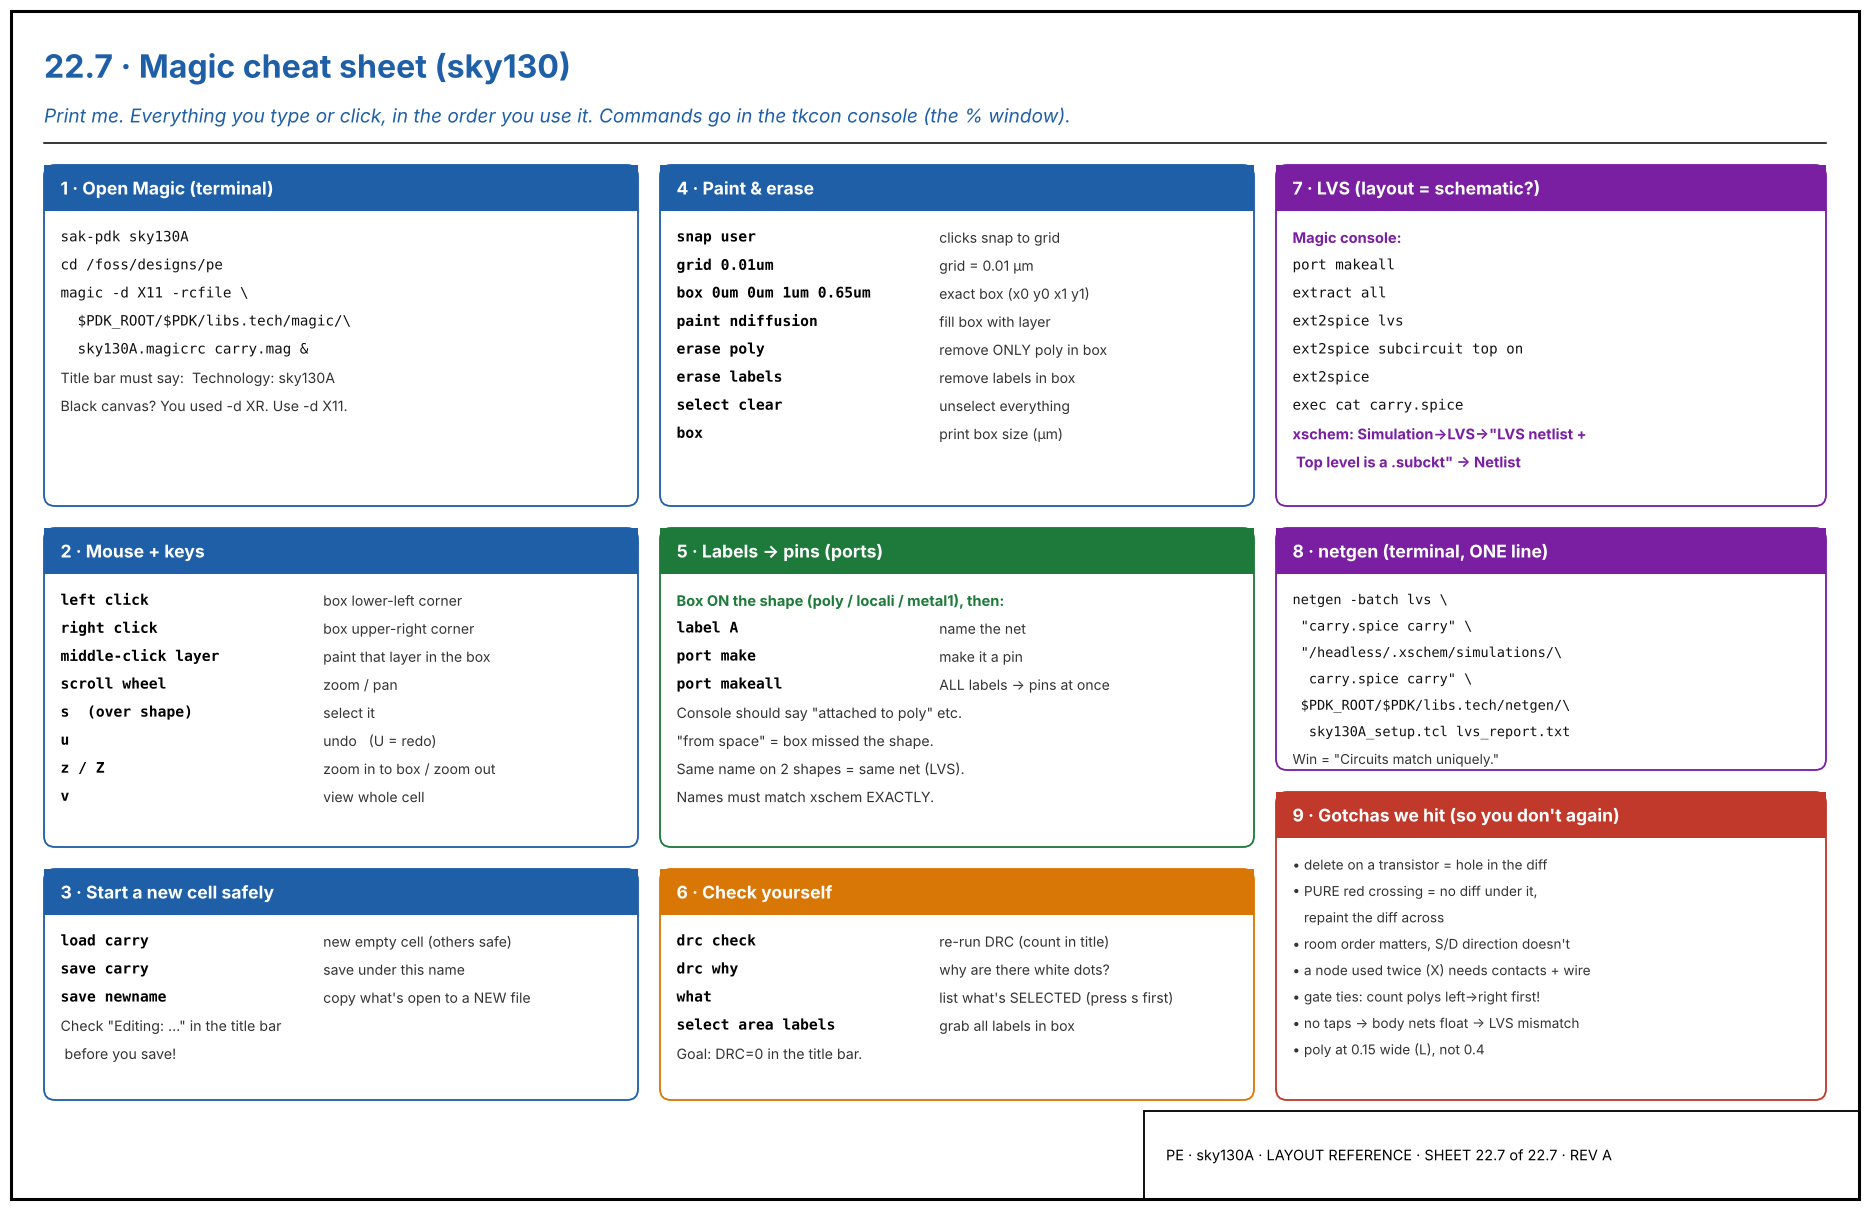 22.7 · Magic cheat sheet (sky130)
Print me. Everything you type or click, in the order you use it. Commands go in the tkcon console (the % window).
1 · Open Magic (terminal)
sak-pdk sky130A
cd /foss/designs/pe
magic -d X11 -rcfile \
$PDK_ROOT/$PDK/libs.tech/magic/\
sky130A.magicrc carry.mag &
Title bar must say:  Technology: sky130A
Black canvas? You used -d XR. Use -d X11.
2 · Mouse + keys
left click box lower-left corner
right click box upper-right corner
middle-click layer paint that layer in the box
scroll wheel zoom / pan
s  (over shape) select it
u undo   (U = redo)
z / Z zoom in to box / zoom out
v view whole cell
3 · Start a new cell safely
load carry new empty cell (others safe)
save carry save under this name
save newname copy what's open to a NEW file
Check "Editing: ..." in the title bar
before you save!
4 · Paint & erase
snap user clicks snap to grid
grid 0.01um grid = 0.01 µm
box 0um 0um 1um 0.65um exact box (x0 y0 x1 y1)
paint ndiffusion fill box with layer
erase poly remove ONLY poly in box
erase labels remove labels in box
select clear unselect everything
box print box size (µm)
5 · Labels → pins (ports)
Box ON the shape (poly / locali / metal1), then:
label A name the net
port make make it a pin
port makeall ALL labels → pins at once
Console should say "attached to poly" etc.
"from space" = box missed the shape.
Same name on 2 shapes = same net (LVS).
Names must match xschem EXACTLY.
6 · Check yourself
drc check re-run DRC (count in title)
drc why why are there white dots?
what list what's SELECTED (press s first)
select area labels grab all labels in box
Goal: DRC=0 in the title bar.
7 · LVS (layout = schematic?)
Magic console:
port makeall
extract all
ext2spice lvs
ext2spice subcircuit top on
ext2spice
exec cat carry.spice
xschem: Simulation→LVS→"LVS netlist +
Top level is a .subckt" → Netlist
8 · netgen (terminal, ONE line)
netgen -batch lvs \
"carry.spice carry" \
"/headless/.xschem/simulations/\
carry.spice carry" \
$PDK_ROOT/$PDK/libs.tech/netgen/\
sky130A_setup.tcl lvs_report.txt
Win = "Circuits match uniquely."
9 · Gotchas we hit (so you don't again)
• delete on a transistor = hole in the diff
• PURE red crossing = no diff under it,
repaint the diff across
• room order matters, S/D direction doesn't
• a node used twice (X) needs contacts + wire
• gate ties: count polys left→right first!
• no taps → body nets float → LVS mismatch
• poly at 0.15 wide (L), not 0.4
PE · sky130A · LAYOUT REFERENCE · SHEET 22.7 of 22.7 · REV A